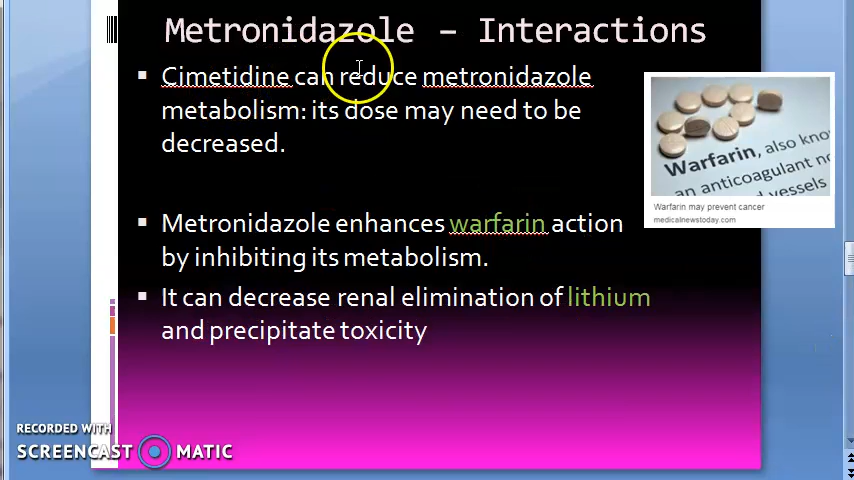 Metronidazole – Interactions
▪ Cimetidine can reduce metronidazole
metabolism: its dose may need to be
decreased.
▪ Metronidazole enhances warfarin action
by inhibiting its metabolism.
▪ It can decrease renal elimination of lithium
and precipitate toxicity
Warfarin, also kno
an anticoagulant
vessels
Warfarin may prevent cancer
medicalnewstoday.com
RECORDED WITH
SCREENCAST MATIC